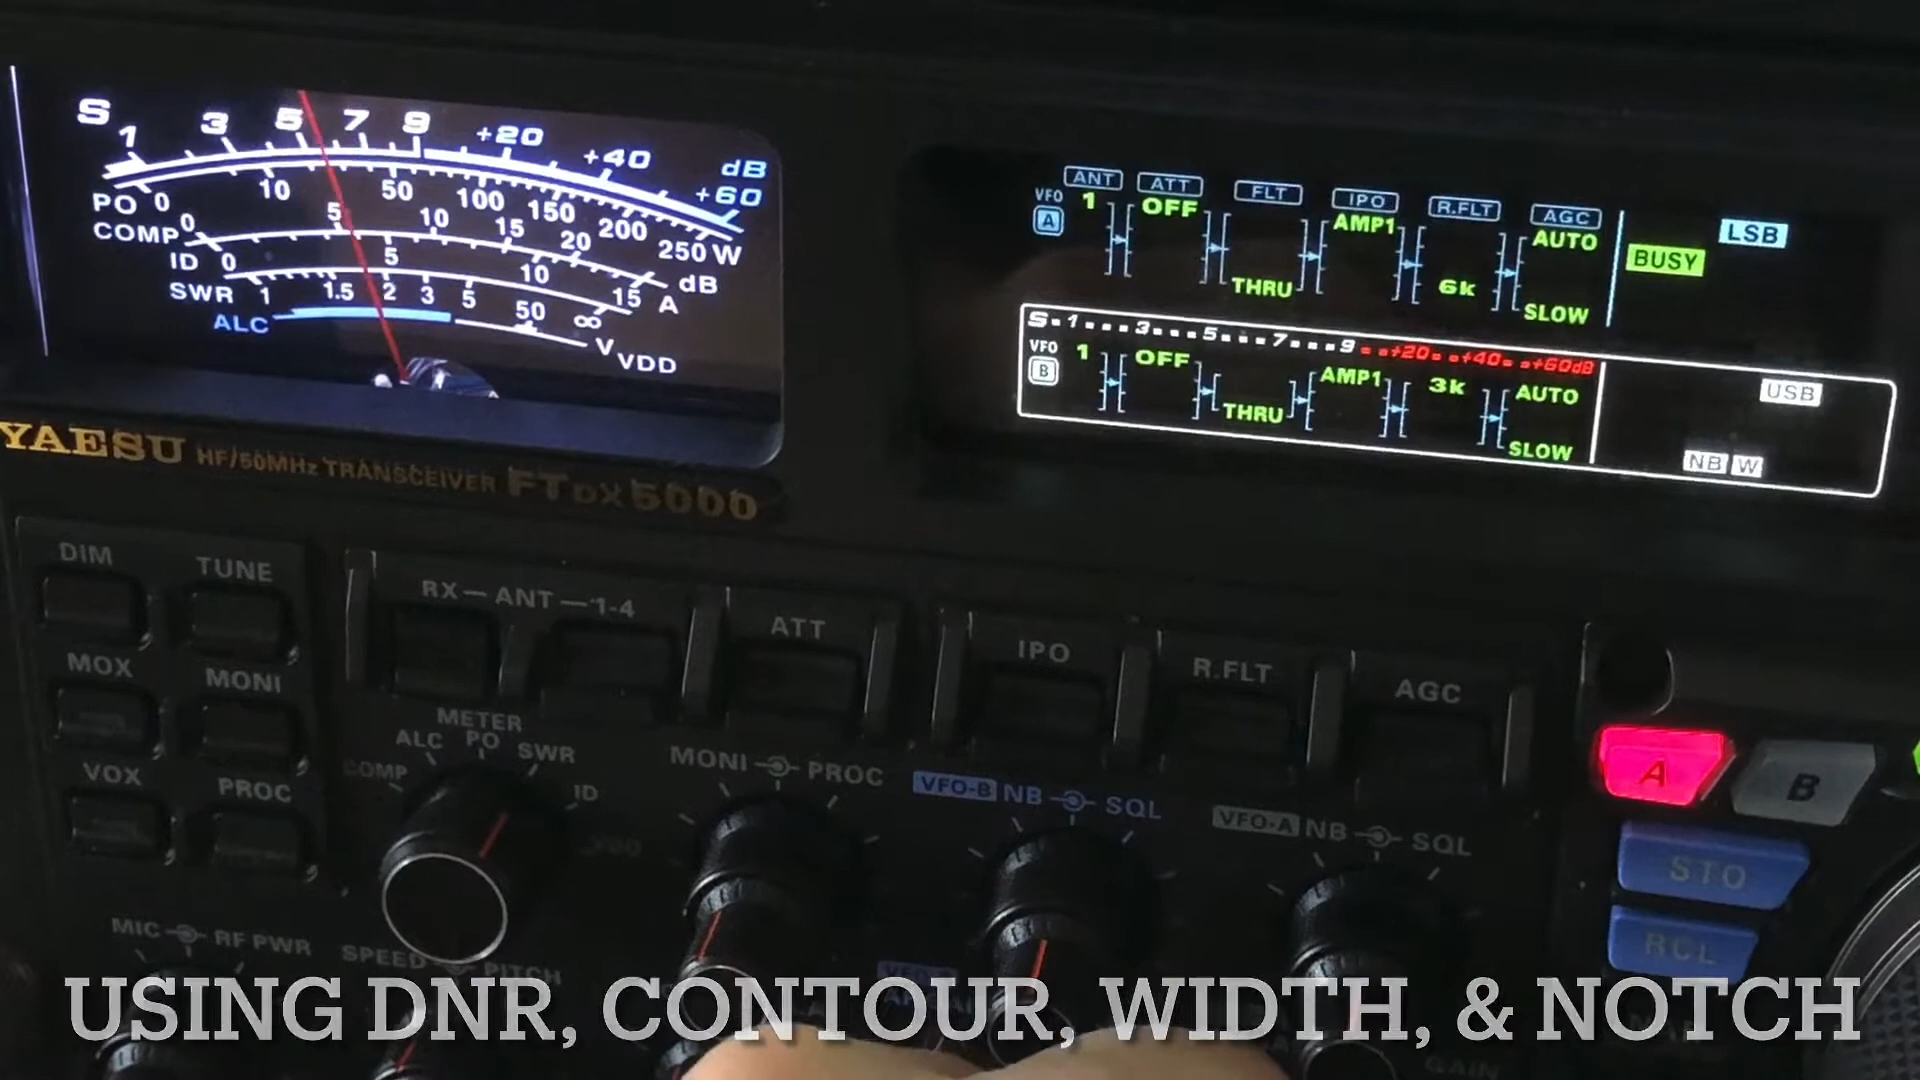 S 1 3 5 7 9 +20 +40 +60 dB
PO 0 10 50 100 150 200 250 W
COMP 0 5 10 15 20 dB
ID 0 5 10 15 A
SWR 1 1.5 2 3 5 50 ∞
ALC V VDD
YAESU HF/50MHz TRANSCEIVER FTDX5000
ANT ATT FLT IPO R.FLT AGC
VFO A 1 OFF THRU AMP1 6k AUTO SLOW
BUSY LSB
S 1 3 5 7 9 +20 +40 +60dB
VFO B 1 OFF THRU AMP1 3k AUTO SLOW
USB
NB W
DIM TUNE
RX-ANT-1-4 ATT IPO R.FLT AGC
MOX MONI
METER
COMP ALC PO SWR ID
VOX PROC
MONI PROC
VFO-B NB SQL
VFO-A NB SQL
A B
STO
RCL
MIC RF PWR SPEED PITCH
GAIN
USING DNR, CONTOUR, WIDTH, & NOTCH